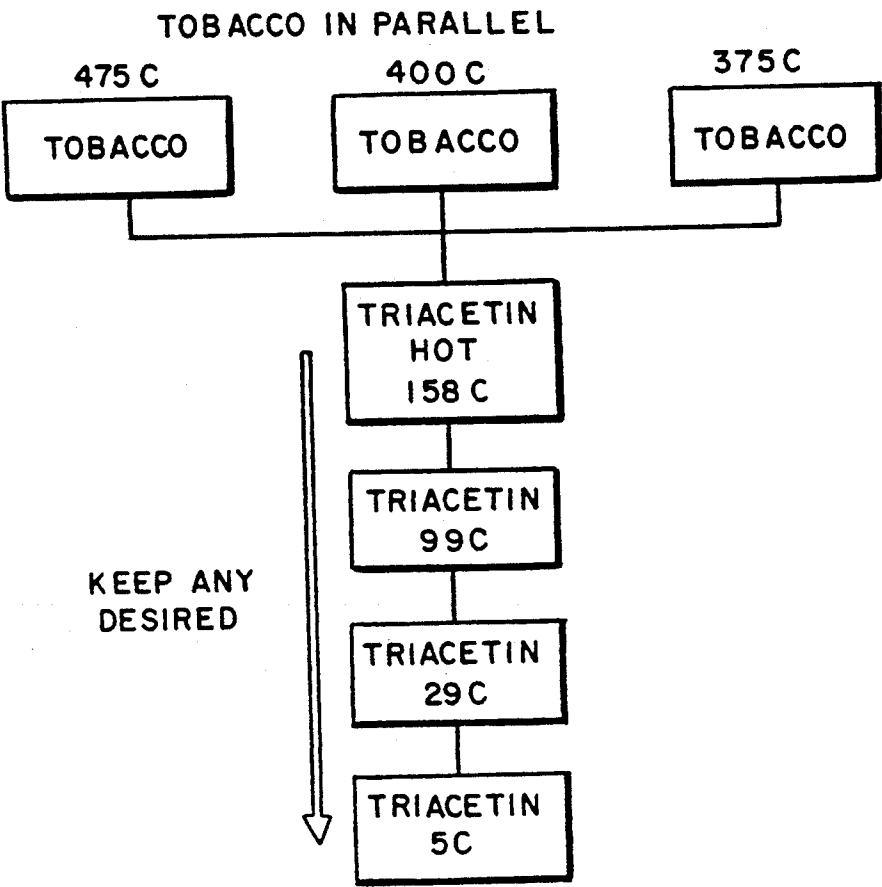 TOBACCO IN PARALLEL
475 C
400 C
375 C
TOBACCO
TOBACCO
TOBACCO
TRIACETIN
HOT
158 C
TRIACETIN
99C
KEEP ANY
DESIRED
TRIACETIN
29C
TRIACETIN
5C